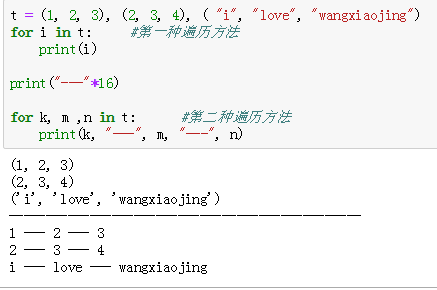 t = (1, 2, 3), (2, 3, 4), ( "i", "love", "wangxiaojing")
for i in t:      #第一种遍历方法
    print(i)
print("———"*16)
for k, m ,n in t:      #第二种遍历方法
    print(k, "———", m, "———", n)
(1, 2, 3)
(2, 3, 4)
('i', 'love', 'wangxiaojing')
————————————————————————————————
1 ——— 2 ——— 3
2 ——— 3 ——— 4
i ——— love ——— wangxiaojing